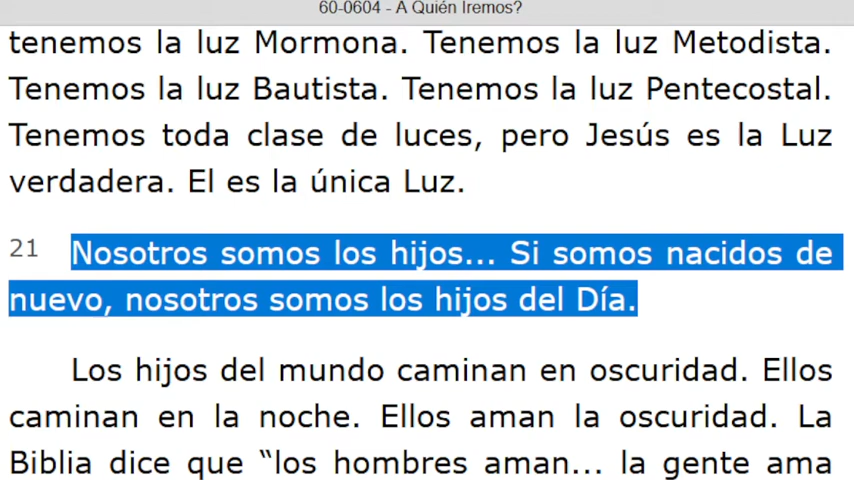 60-0604 - A Quién Iremos?
tenemos la luz Mormona. Tenemos la luz Metodista.
Tenemos la luz Bautista. Tenemos la luz Pentecostal.
Tenemos toda clase de luces, pero Jesús es la Luz
verdadera. El es la única Luz.
21 Nosotros somos los hijos... Si somos nacidos de
nuevo, nosotros somos los hijos del Día.
Los hijos del mundo caminan en oscuridad. Ellos
caminan en la noche. Ellos aman la oscuridad. La
Biblia dice que “los hombres aman... la gente ama